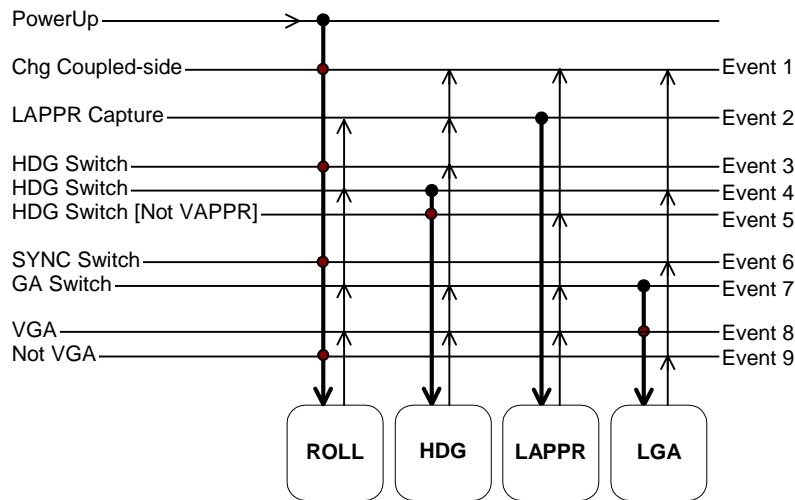 PowerUp
Chg Coupled-side Event 1
LAPPR Capture Event 2
HDG Switch Event 3
HDG Switch Event 4
HDG Switch [Not VAPPR] Event 5
SYNC Switch Event 6
GA Switch Event 7
VGA Event 8
Not VGA Event 9
ROLL HDG LAPPR LGA